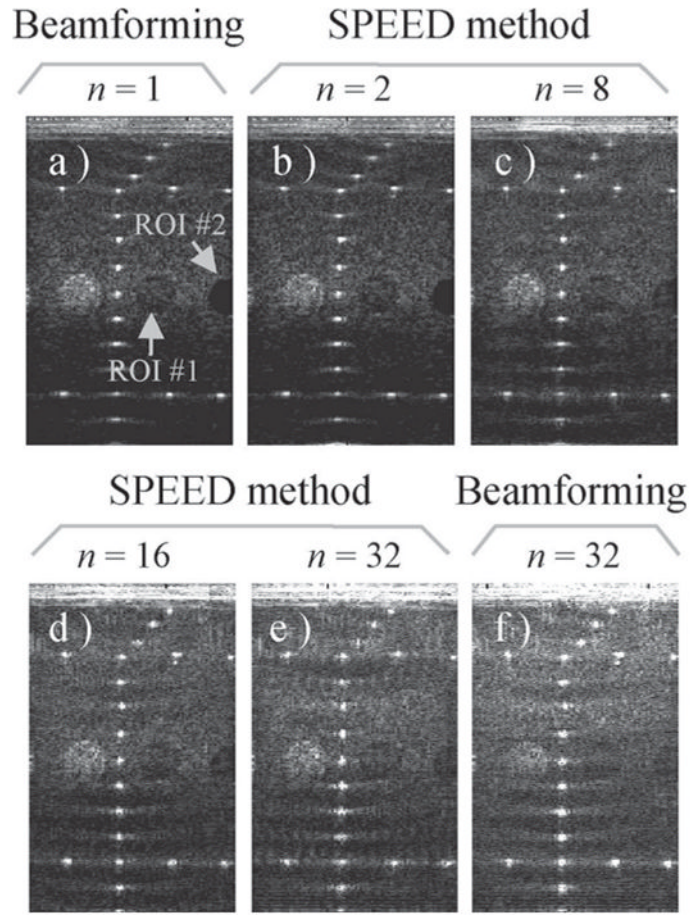 Beamforming SPEED method
n = 1 n = 2 n = 8
a ) b ) c )
ROI #2
ROI #1
SPEED method Beamforming
n = 16 n = 32 n = 32
d ) e ) f )